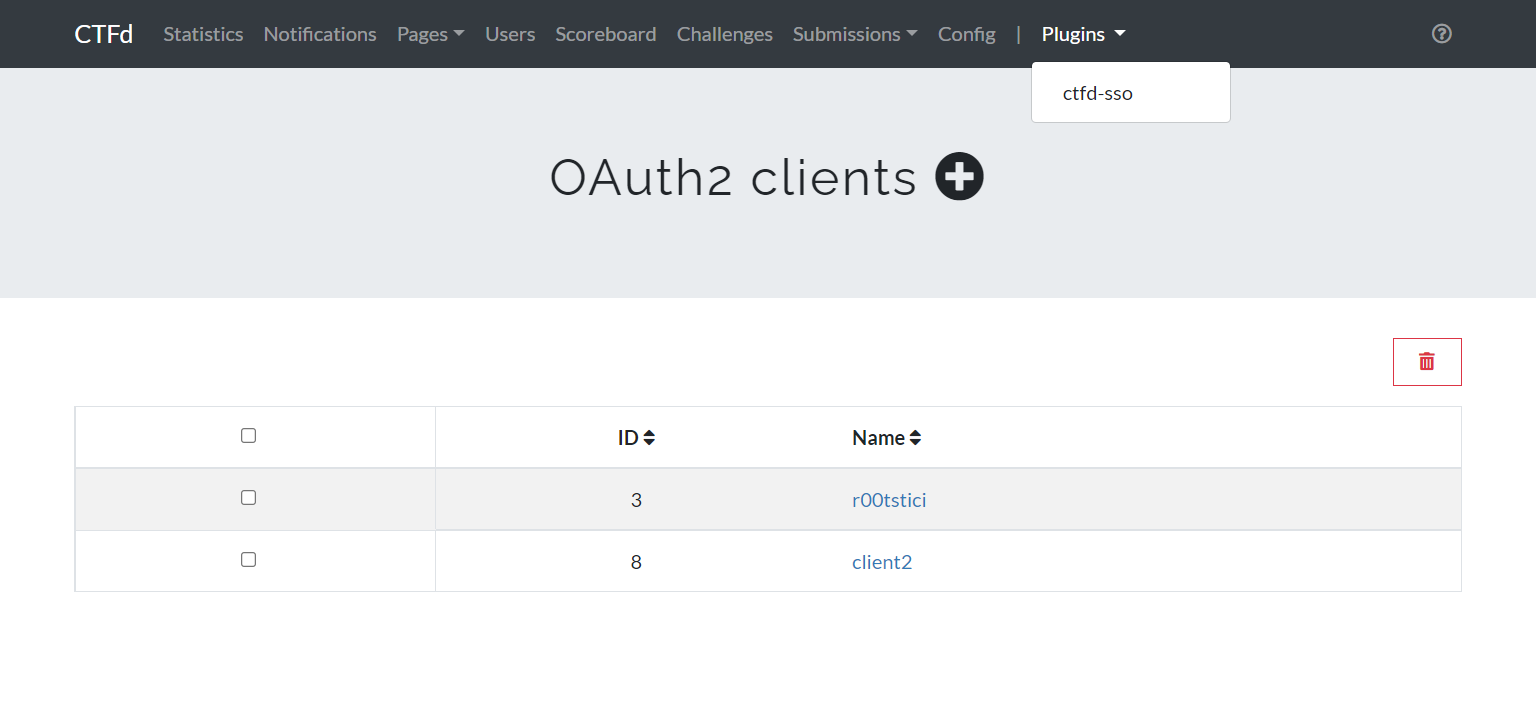 CTFd Statistics Notifications Pages Users Scoreboard Challenges Submissions Config | Plugins
ctfd-sso
OAuth2 clients
ID Name
3 r00tstici
8 client2